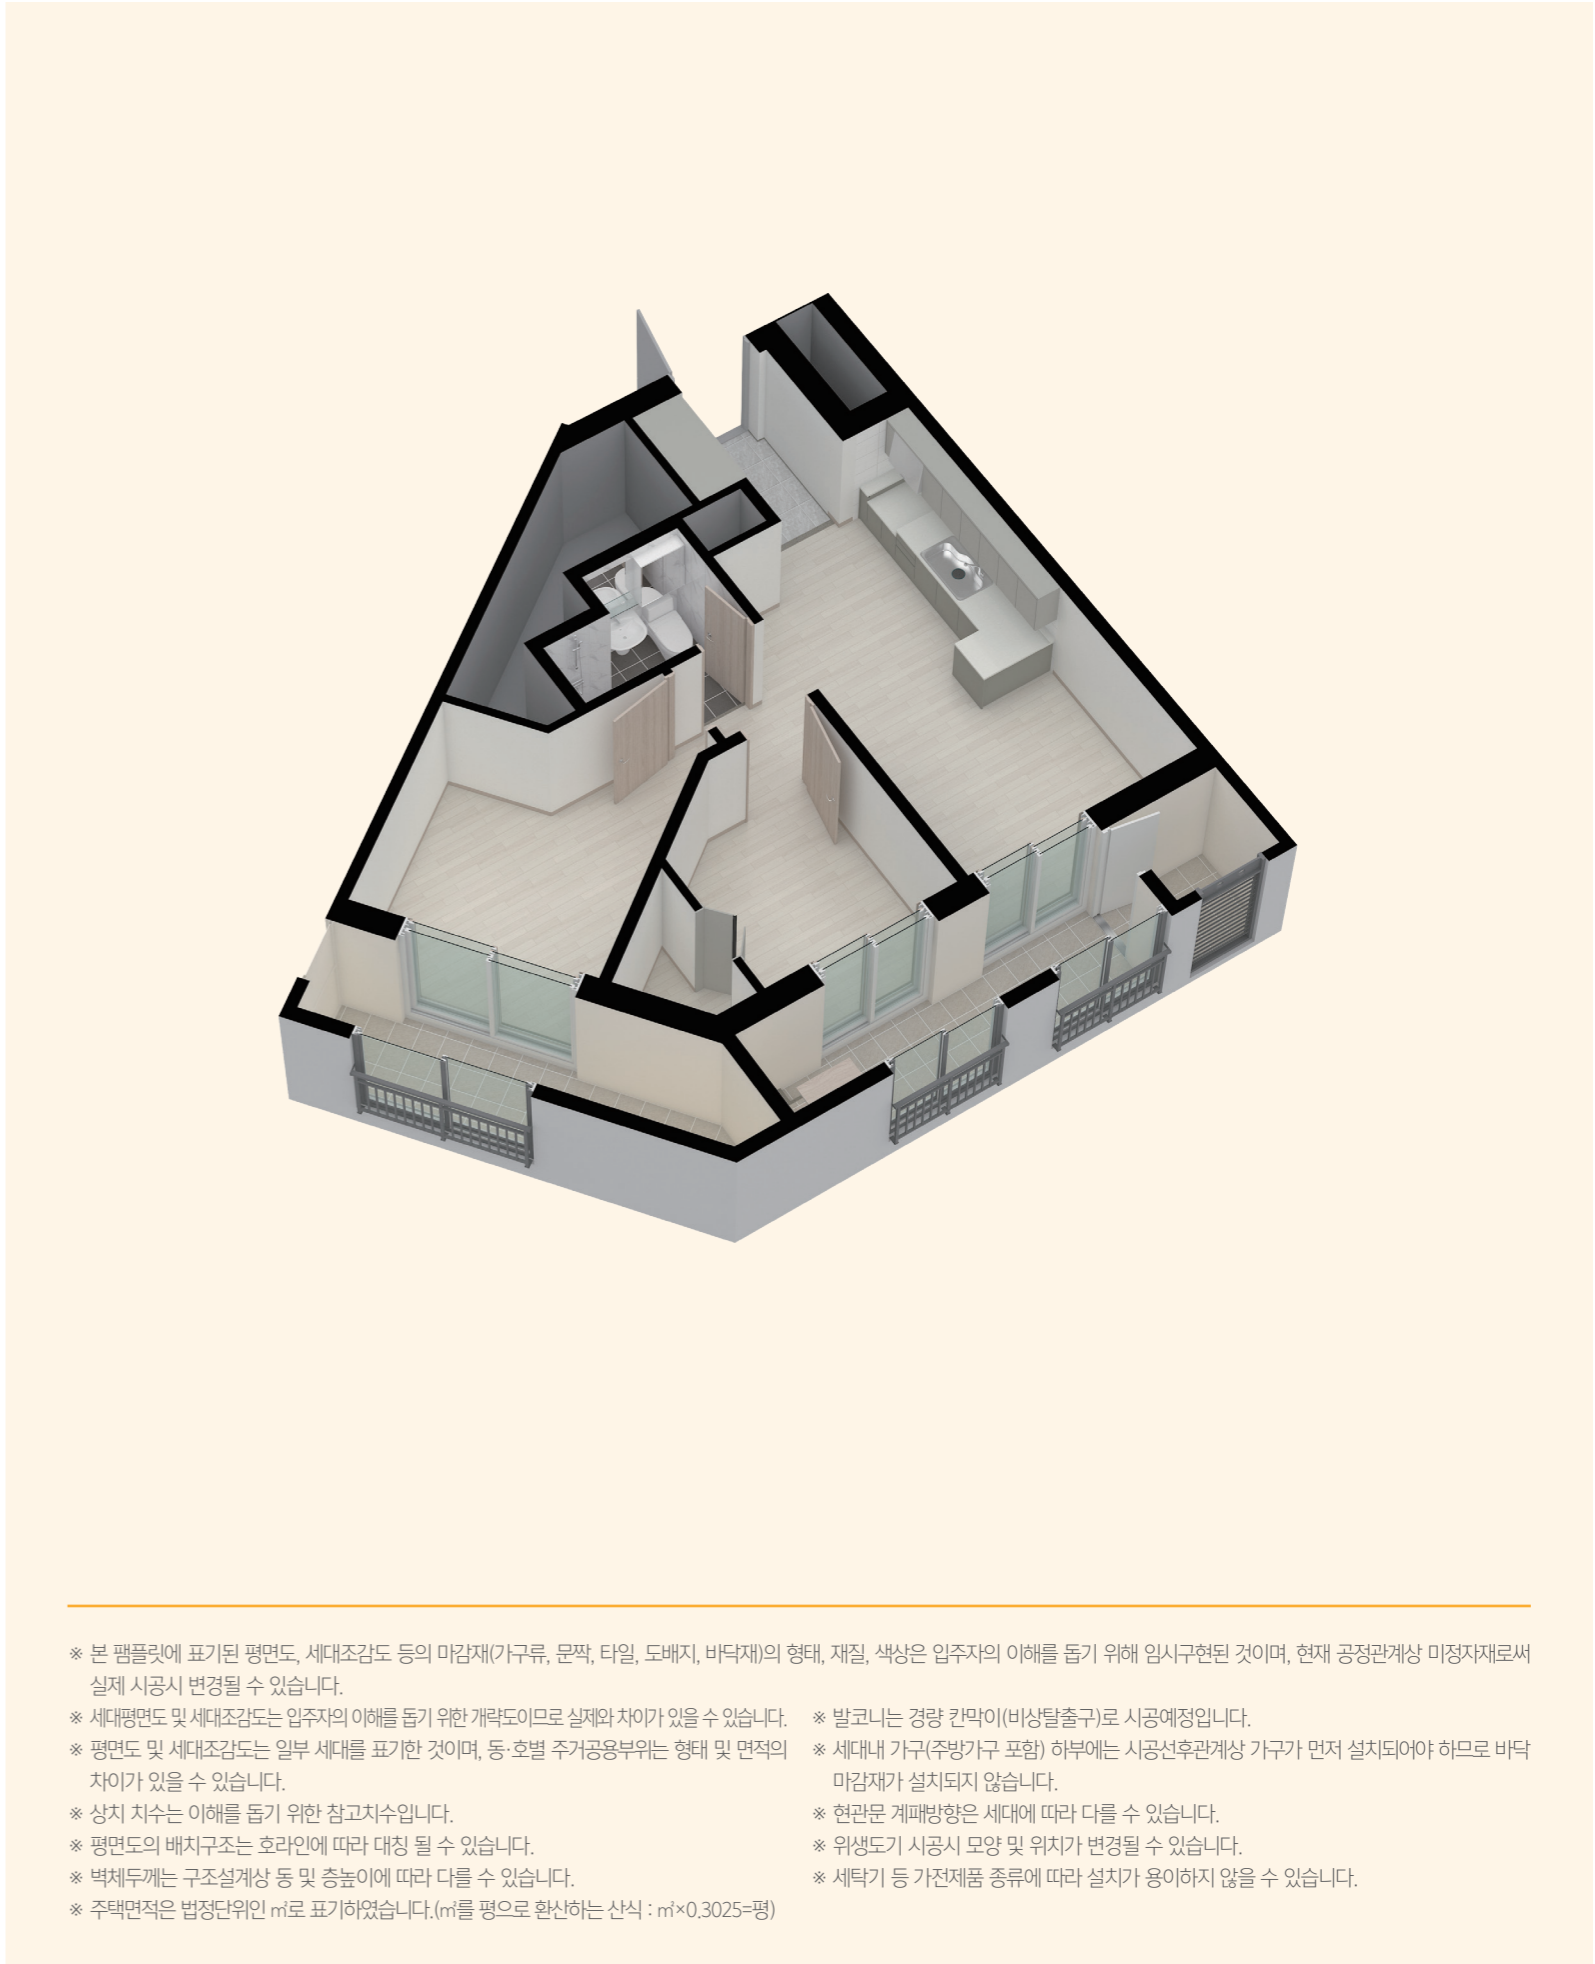 ※ 본 팸플릿에 표기된 평면도, 세대조감도 등의 마감재(가구류, 문짝, 타일, 도배지, 바닥재)의 형태, 재질, 색상은 입주자의 이해를 돕기 위해 임시구현된 것이며, 현재 공정관계상 미정자재로써
실제 시공시 변경될 수 있습니다.
※ 세대평면도 및 세대조감도는 입주자의 이해를 돕기 위한 개략도이므로 실제와 차이가 있을 수 있습니다.
※ 평면도 및 세대조감도는 일부 세대를 표기한 것이며, 동·호별 주거공용부위는 형태 및 면적의
차이가 있을 수 있습니다.
※ 상치 치수는 이해를 돕기 위한 참고치수입니다.
※ 평면도의 배치구조는 호라인에 따라 대칭 될 수 있습니다.
※ 벽체두께는 구조설계상 동 및 층높이에 따라 다를 수 있습니다.
※ 주택면적은 법정단위인 ㎡로 표기하였습니다.(㎡를 평으로 환산하는 산식 : ㎡×0.3025=평)
※ 발코니는 경량 칸막이(비상탈출구)로 시공예정입니다.
※ 세대내 가구(주방가구 포함) 하부에는 시공선후관계상 가구가 먼저 설치되어야 하므로 바닥
마감재가 설치되지 않습니다.
※ 현관문 계패방향은 세대에 따라 다를 수 있습니다.
※ 위생도기 시공시 모양 및 위치가 변경될 수 있습니다.
※ 세탁기 등 가전제품 종류에 따라 설치가 용이하지 않을 수 있습니다.